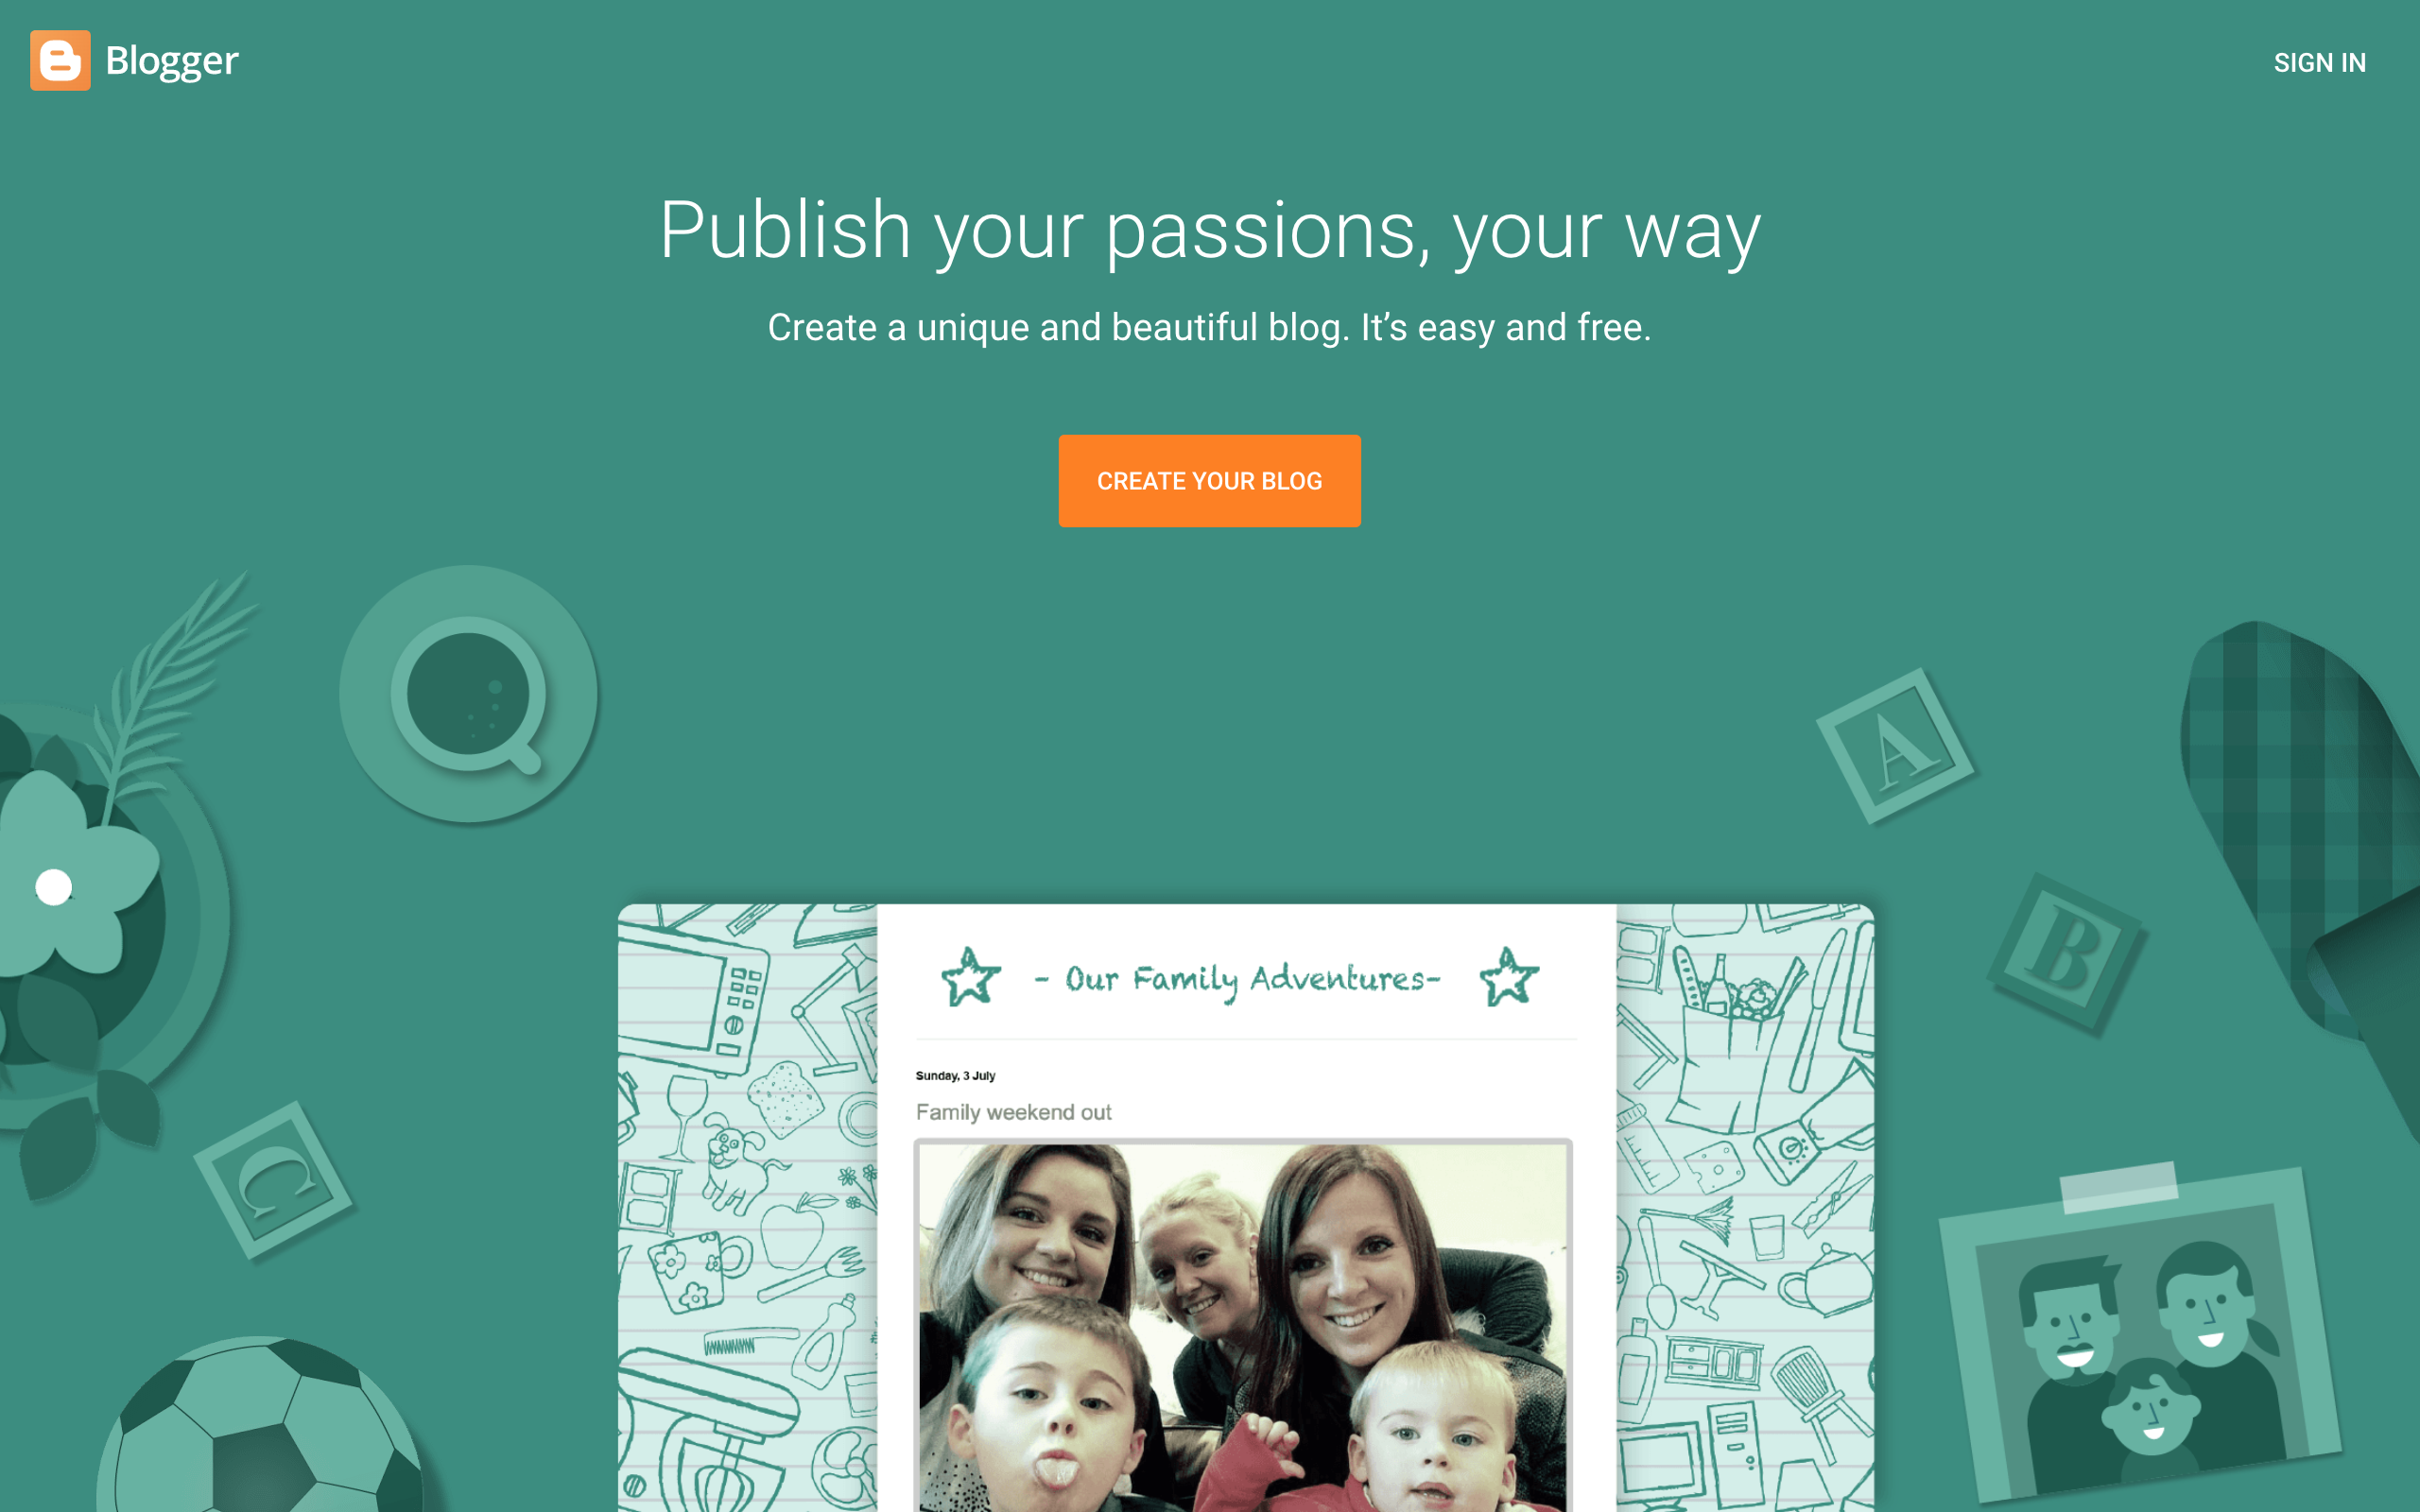 Blogger
SIGN IN
Publish your passions, your way
Create a unique and beautiful blog. It’s easy and free.
CREATE YOUR BLOG
A
B
- Our Family Adventures-
Sunday, 3 July
Family weekend out
C